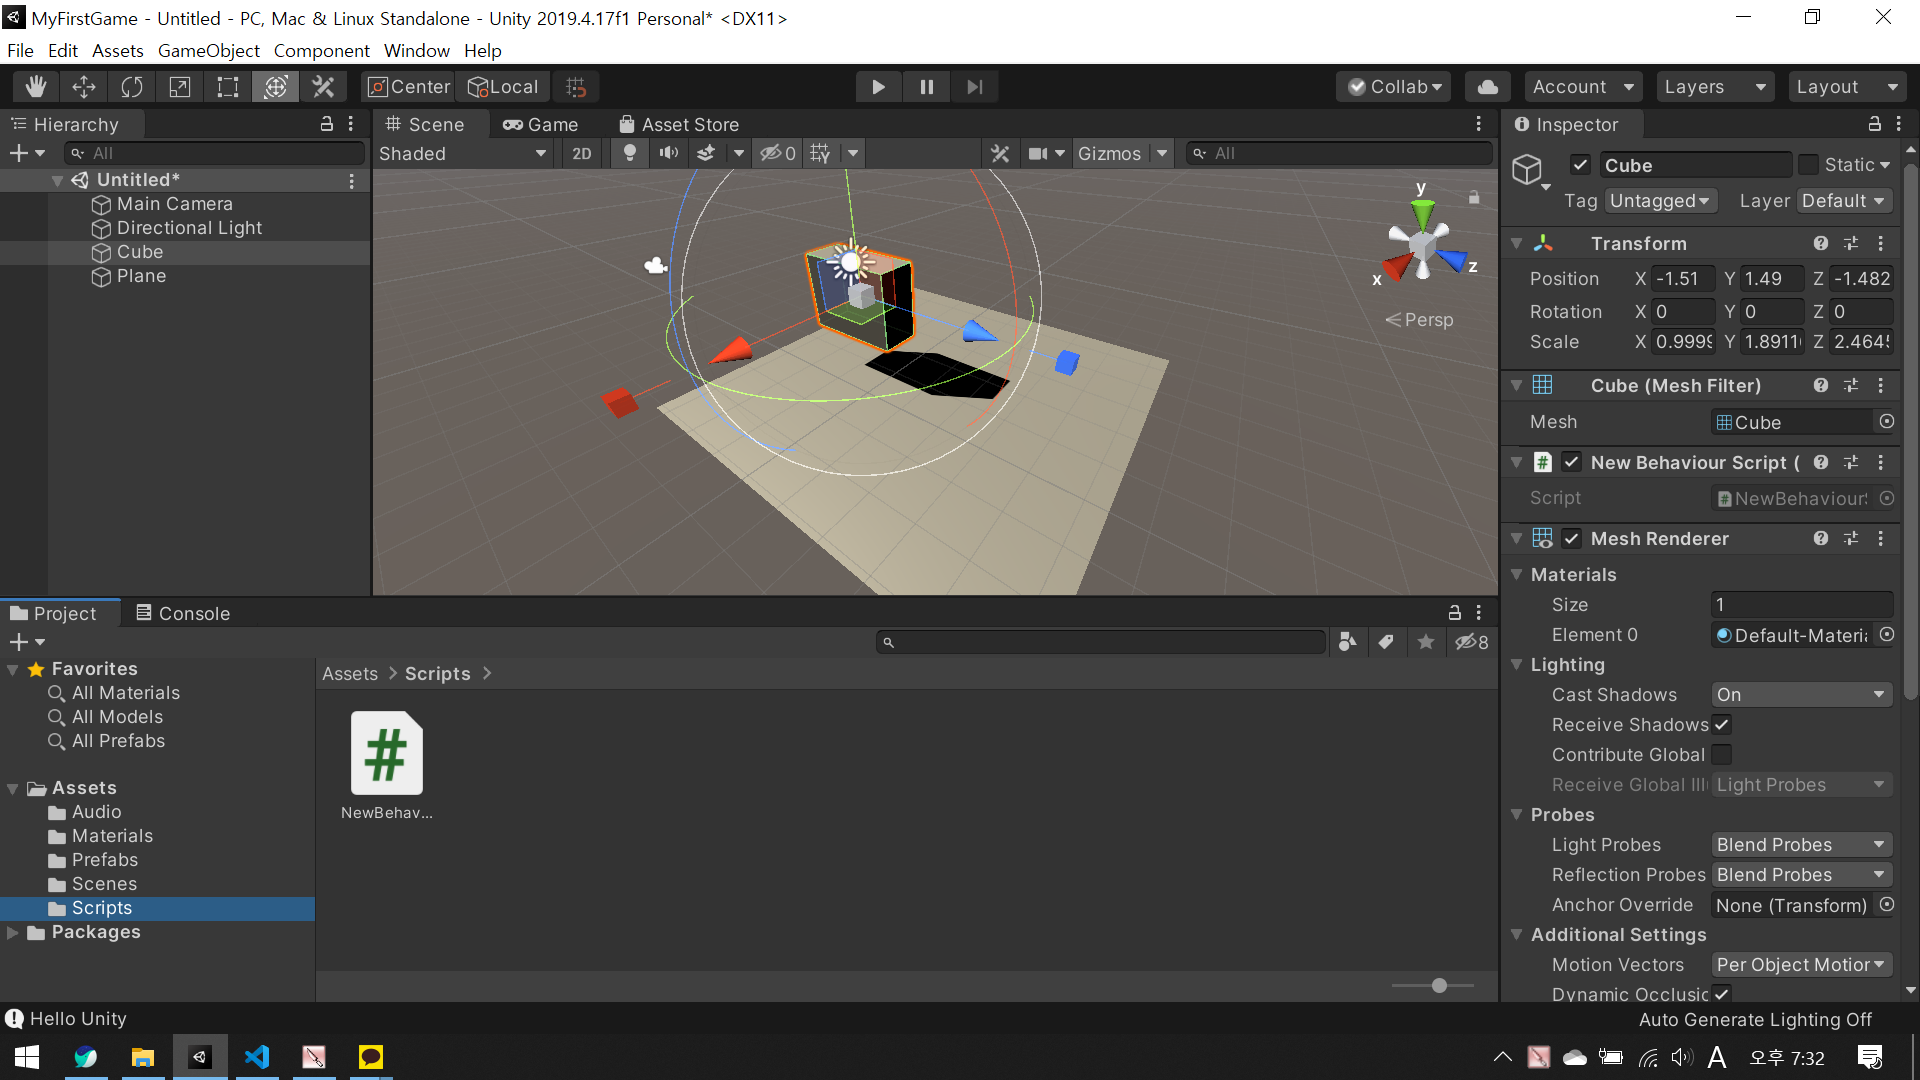 MyFirstGame - Untitled - PC, Mac & Linux Standalone - Unity 2019.4.17f1 Personal* <DX11>
File Edit Assets GameObject Component Window Help
Center Local Collab Account Layers Layout
Hierarchy
All
Untitled*
Main Camera
Directional Light
Cube
Plane
Scene Game Asset Store
Shaded 2D 0 Gizmos All
y
x z
Persp
Inspector
Cube Static
Tag Untagged Layer Default
Transform
Position X -1.51 Y 1.49 Z -1.482
Rotation X 0 Y 0 Z 0
Scale X 0.9999 Y 1.8911 Z 2.4645
Cube (Mesh Filter)
Mesh Cube
New Behaviour Script (
Script NewBehaviourS
Mesh Renderer
Materials
Size 1
Element 0 Default-Materia
Lighting
Cast Shadows On
Receive Shadows
Contribute Global
Receive Global Illu Light Probes
Probes
Light Probes Blend Probes
Reflection Probes Blend Probes
Anchor Override None (Transform)
Additional Settings
Motion Vectors Per Object Motion
Dynamic Occlusic
Project Console
8
Favorites
All Materials
All Models
All Prefabs
Assets
Audio
Materials
Prefabs
Scenes
Scripts
Packages
Assets > Scripts >
NewBehav...
Hello Unity
Auto Generate Lighting Off
A 오후 7:32